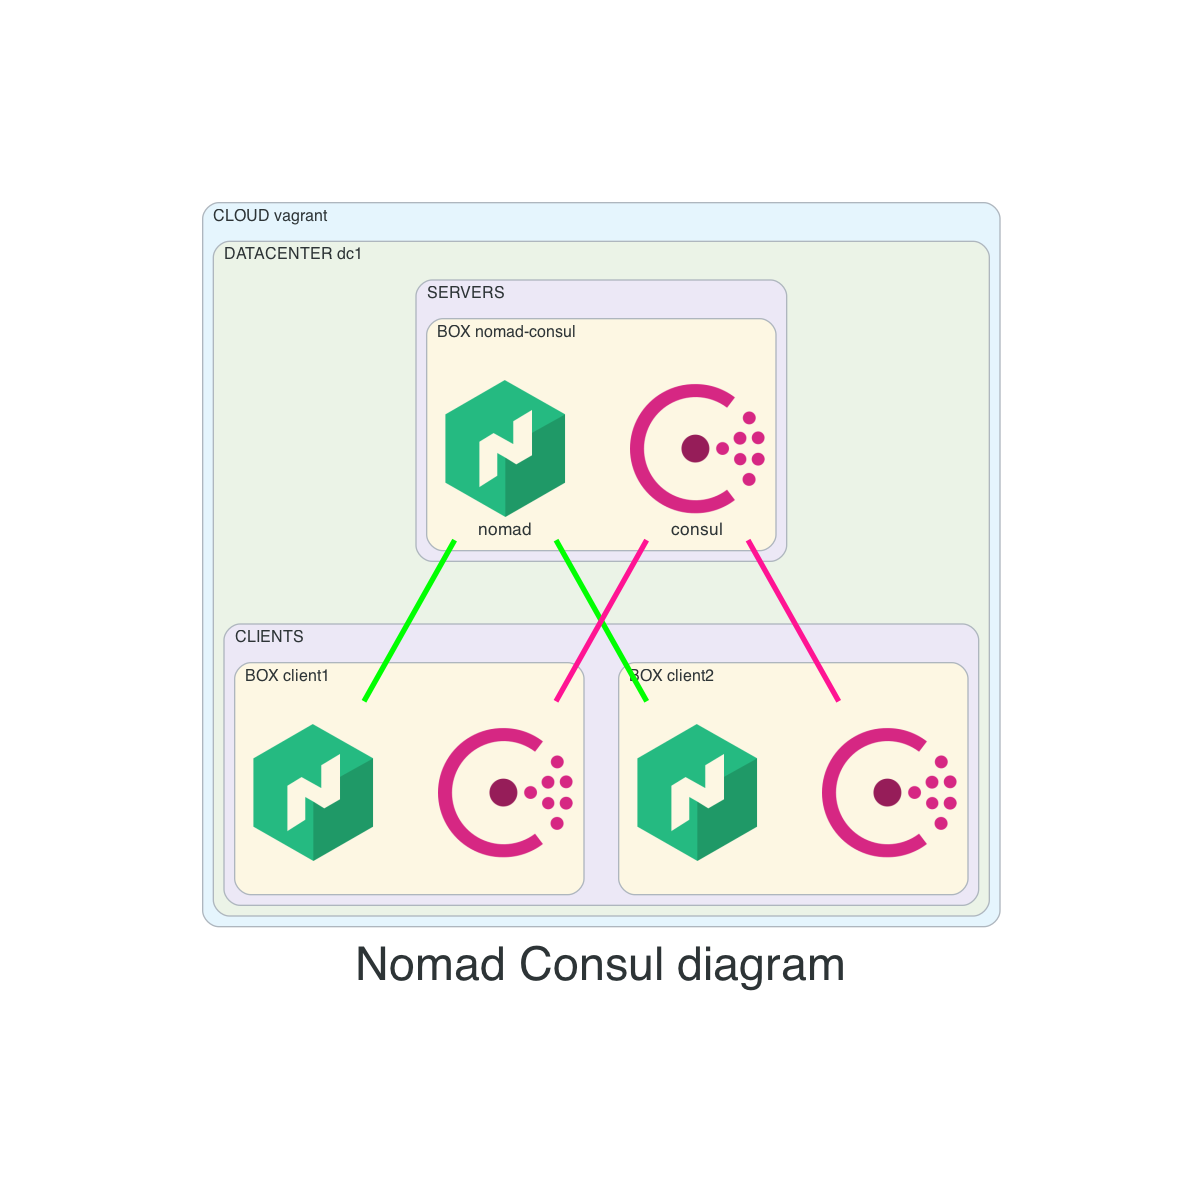 CLOUD vagrant
DATACENTER dc1
SERVERS
BOX nomad-consul
nomad
consul
CLIENTS
BOX client1
BOX client2
Nomad Consul diagram